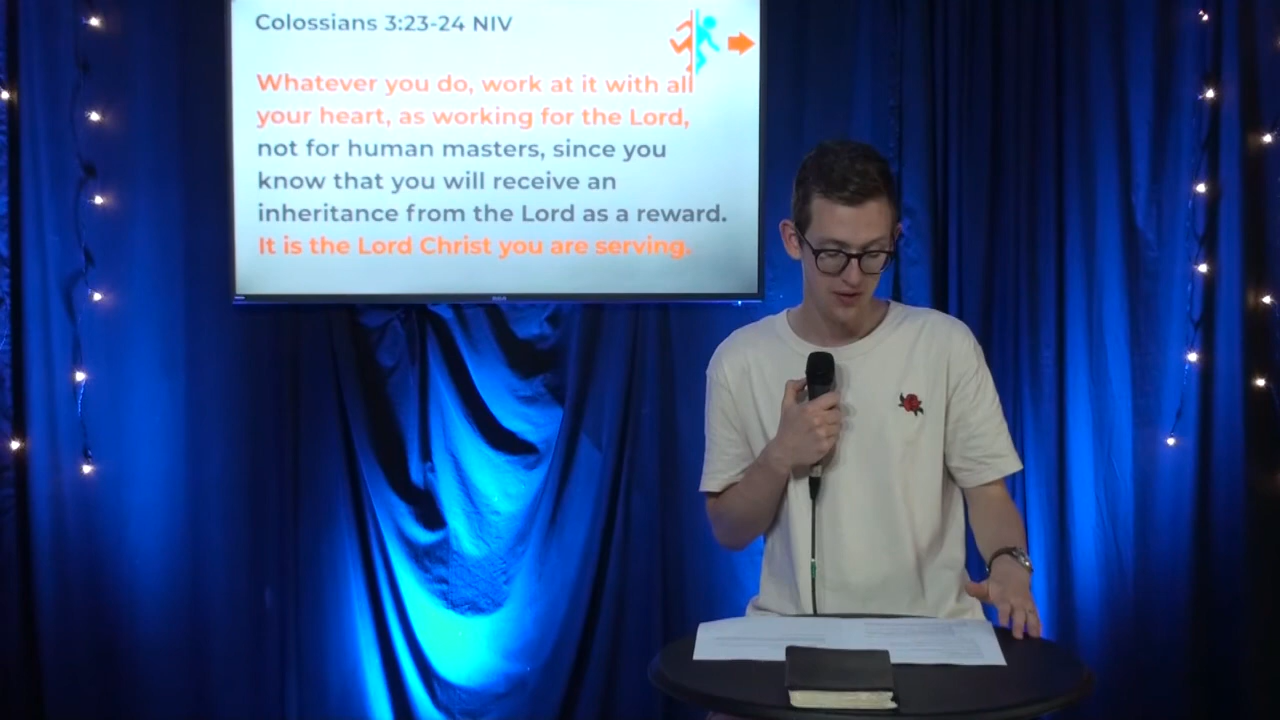 Colossians 3:23-24 NIV
Whatever you do, work at it with all
your heart, as working for the Lord,
not for human masters, since you
know that you will receive an
inheritance from the Lord as a reward.
It is the Lord Christ you are serving.
RCA